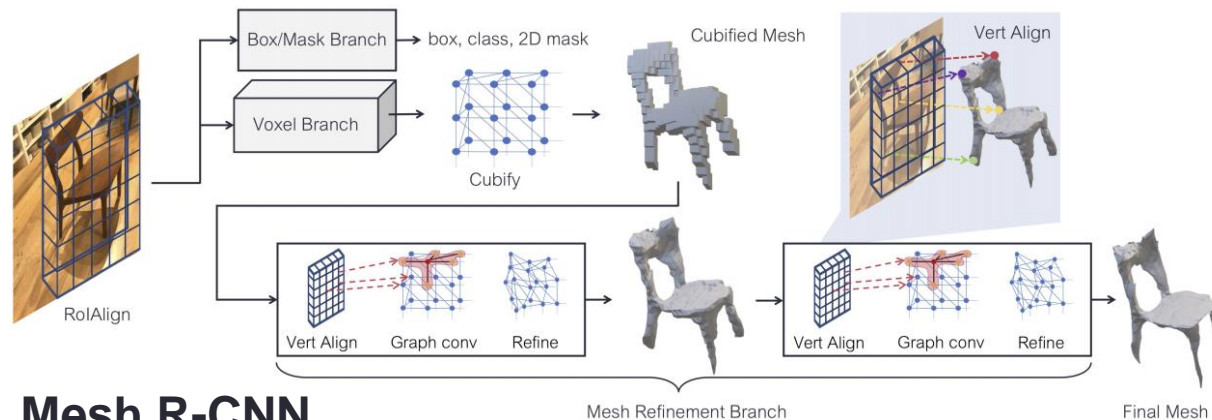 Box/Mask Branch
box, class, 2D mask
Cubified Mesh
Vert Align
Voxel Branch
Cubify
RoIAlign
Vert Align
Graph conv
Refine
Vert Align
Graph conv
Refine
Mesh R-CNN
Mesh Refinement Branch
Final Mesh